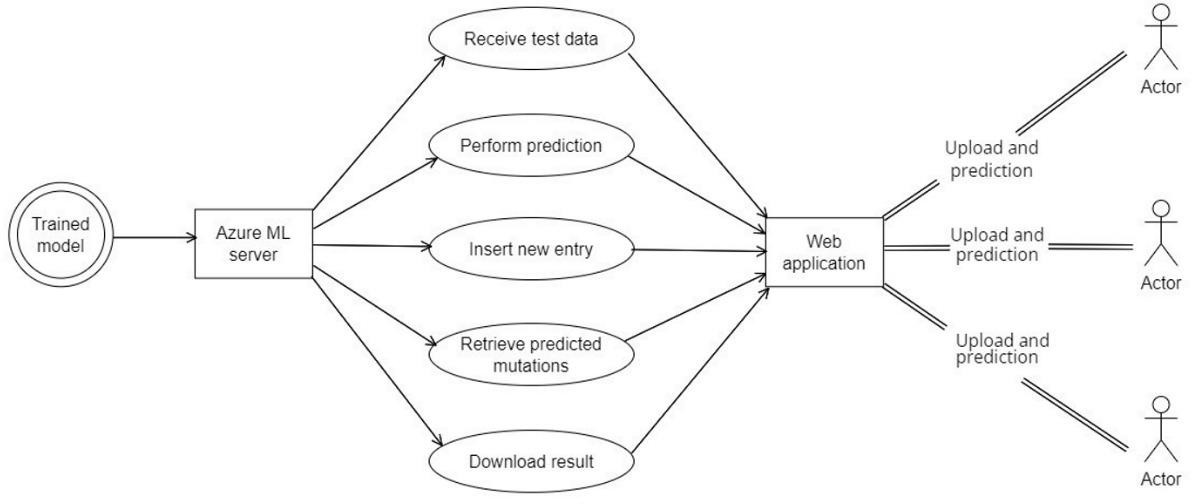 Trained
model
Azure ML
server
Receive test data
Perform prediction
Insert new entry
Retrieve predicted
mutations
Download result
Web
application
Upload and
prediction
Upload and
prediction
Upload and
prediction
Actor
Actor
Actor